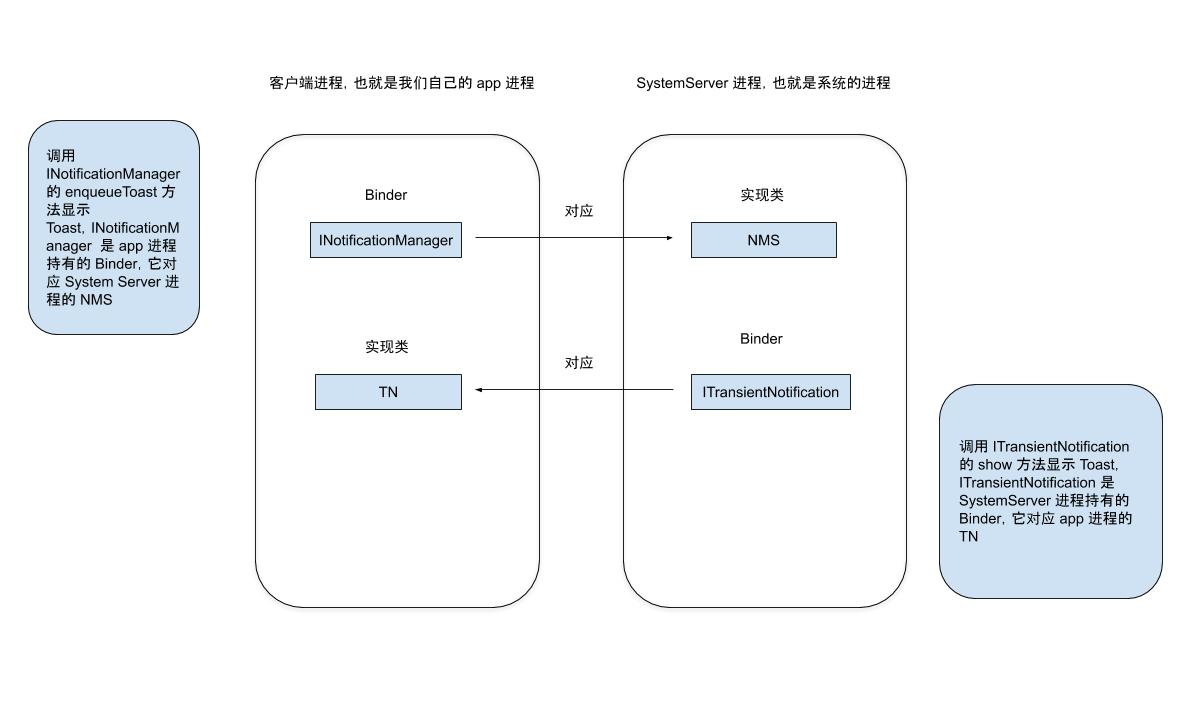 客户端进程, 也就是我们自己的 app 进程
SystemServer 进程, 也就是系统的进程
调用
INotificationManager
的 enqueueToast 方
法显示
Toast, INotificationM
anager 是 app 进程
持有的 Binder, 它对
应 System Server 进
程的 NMS
Binder
INotificationManager
对应
实现类
NMS
实现类
TN
对应
Binder
ITransientNotification
调用 ITransientNotification
的 show 方法显示 Toast,
ITransientNotification 是
SystemServer 进程持有的
Binder, 它对应 app 进程的
TN